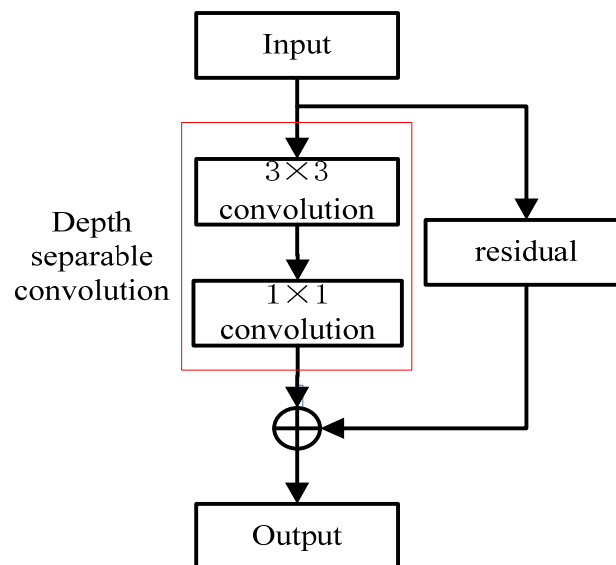 Input
3×3
convolution
Depth
separable
convolution
residual
1×1
convolution
Output